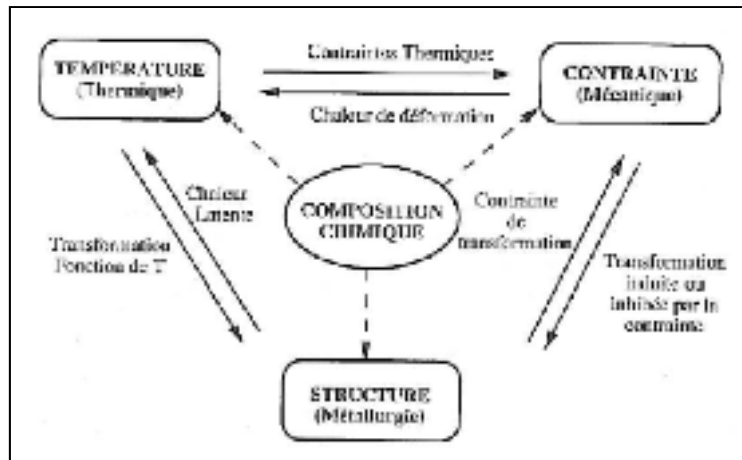 Contraintes Thermiques
TEMPERATURE
(Thermique)
CONTRAINTE
(Mécanique)
Chaleur de déformation
Chaleur
Latente
COMPOSITION
CHIMIQUE
Contrainte
de
transformation
Transformation
Fonction de T
Transformation
induite ou
inhibée par la
contrainte
STRUCTURE
(Métallurgie)